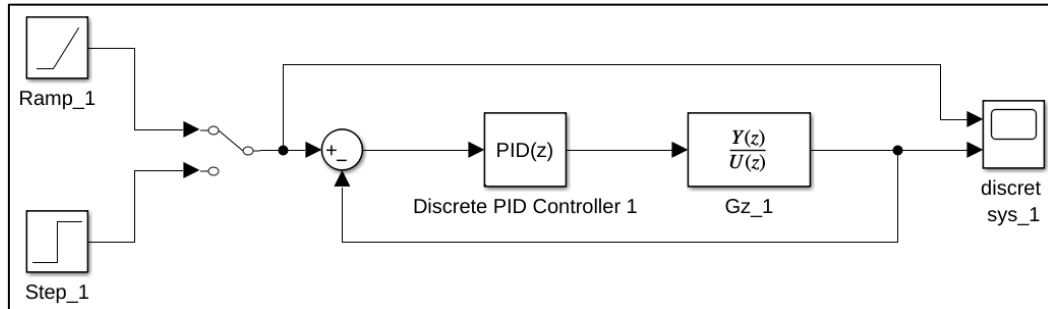 Ramp_1
Step_1
+
−
PID(z)
Discrete PID Controller 1
Y(z)
U(z)
Gz_1
discret
sys_1